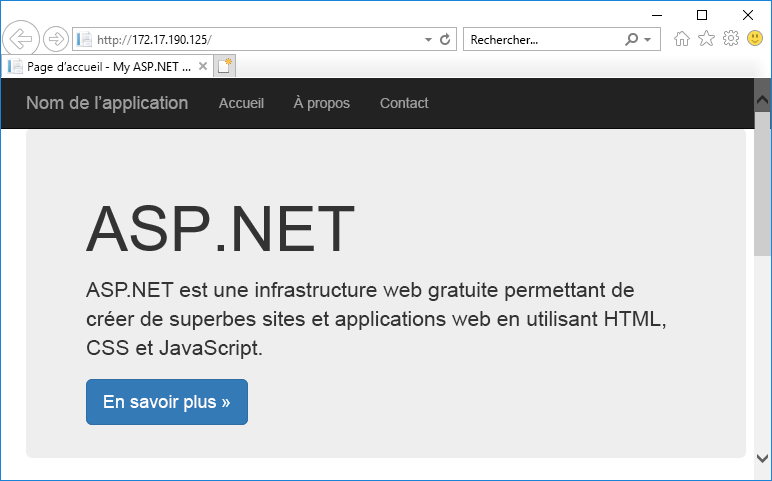 http://172.17.190.125/
Rechercher...
Page d'accueil - My ASP.NET ...
Nom de l'application Accueil À propos Contact
ASP.NET
ASP.NET est une infrastructure web gratuite permettant de
créer de superbes sites et applications web en utilisant HTML,
CSS et JavaScript.
En savoir plus »